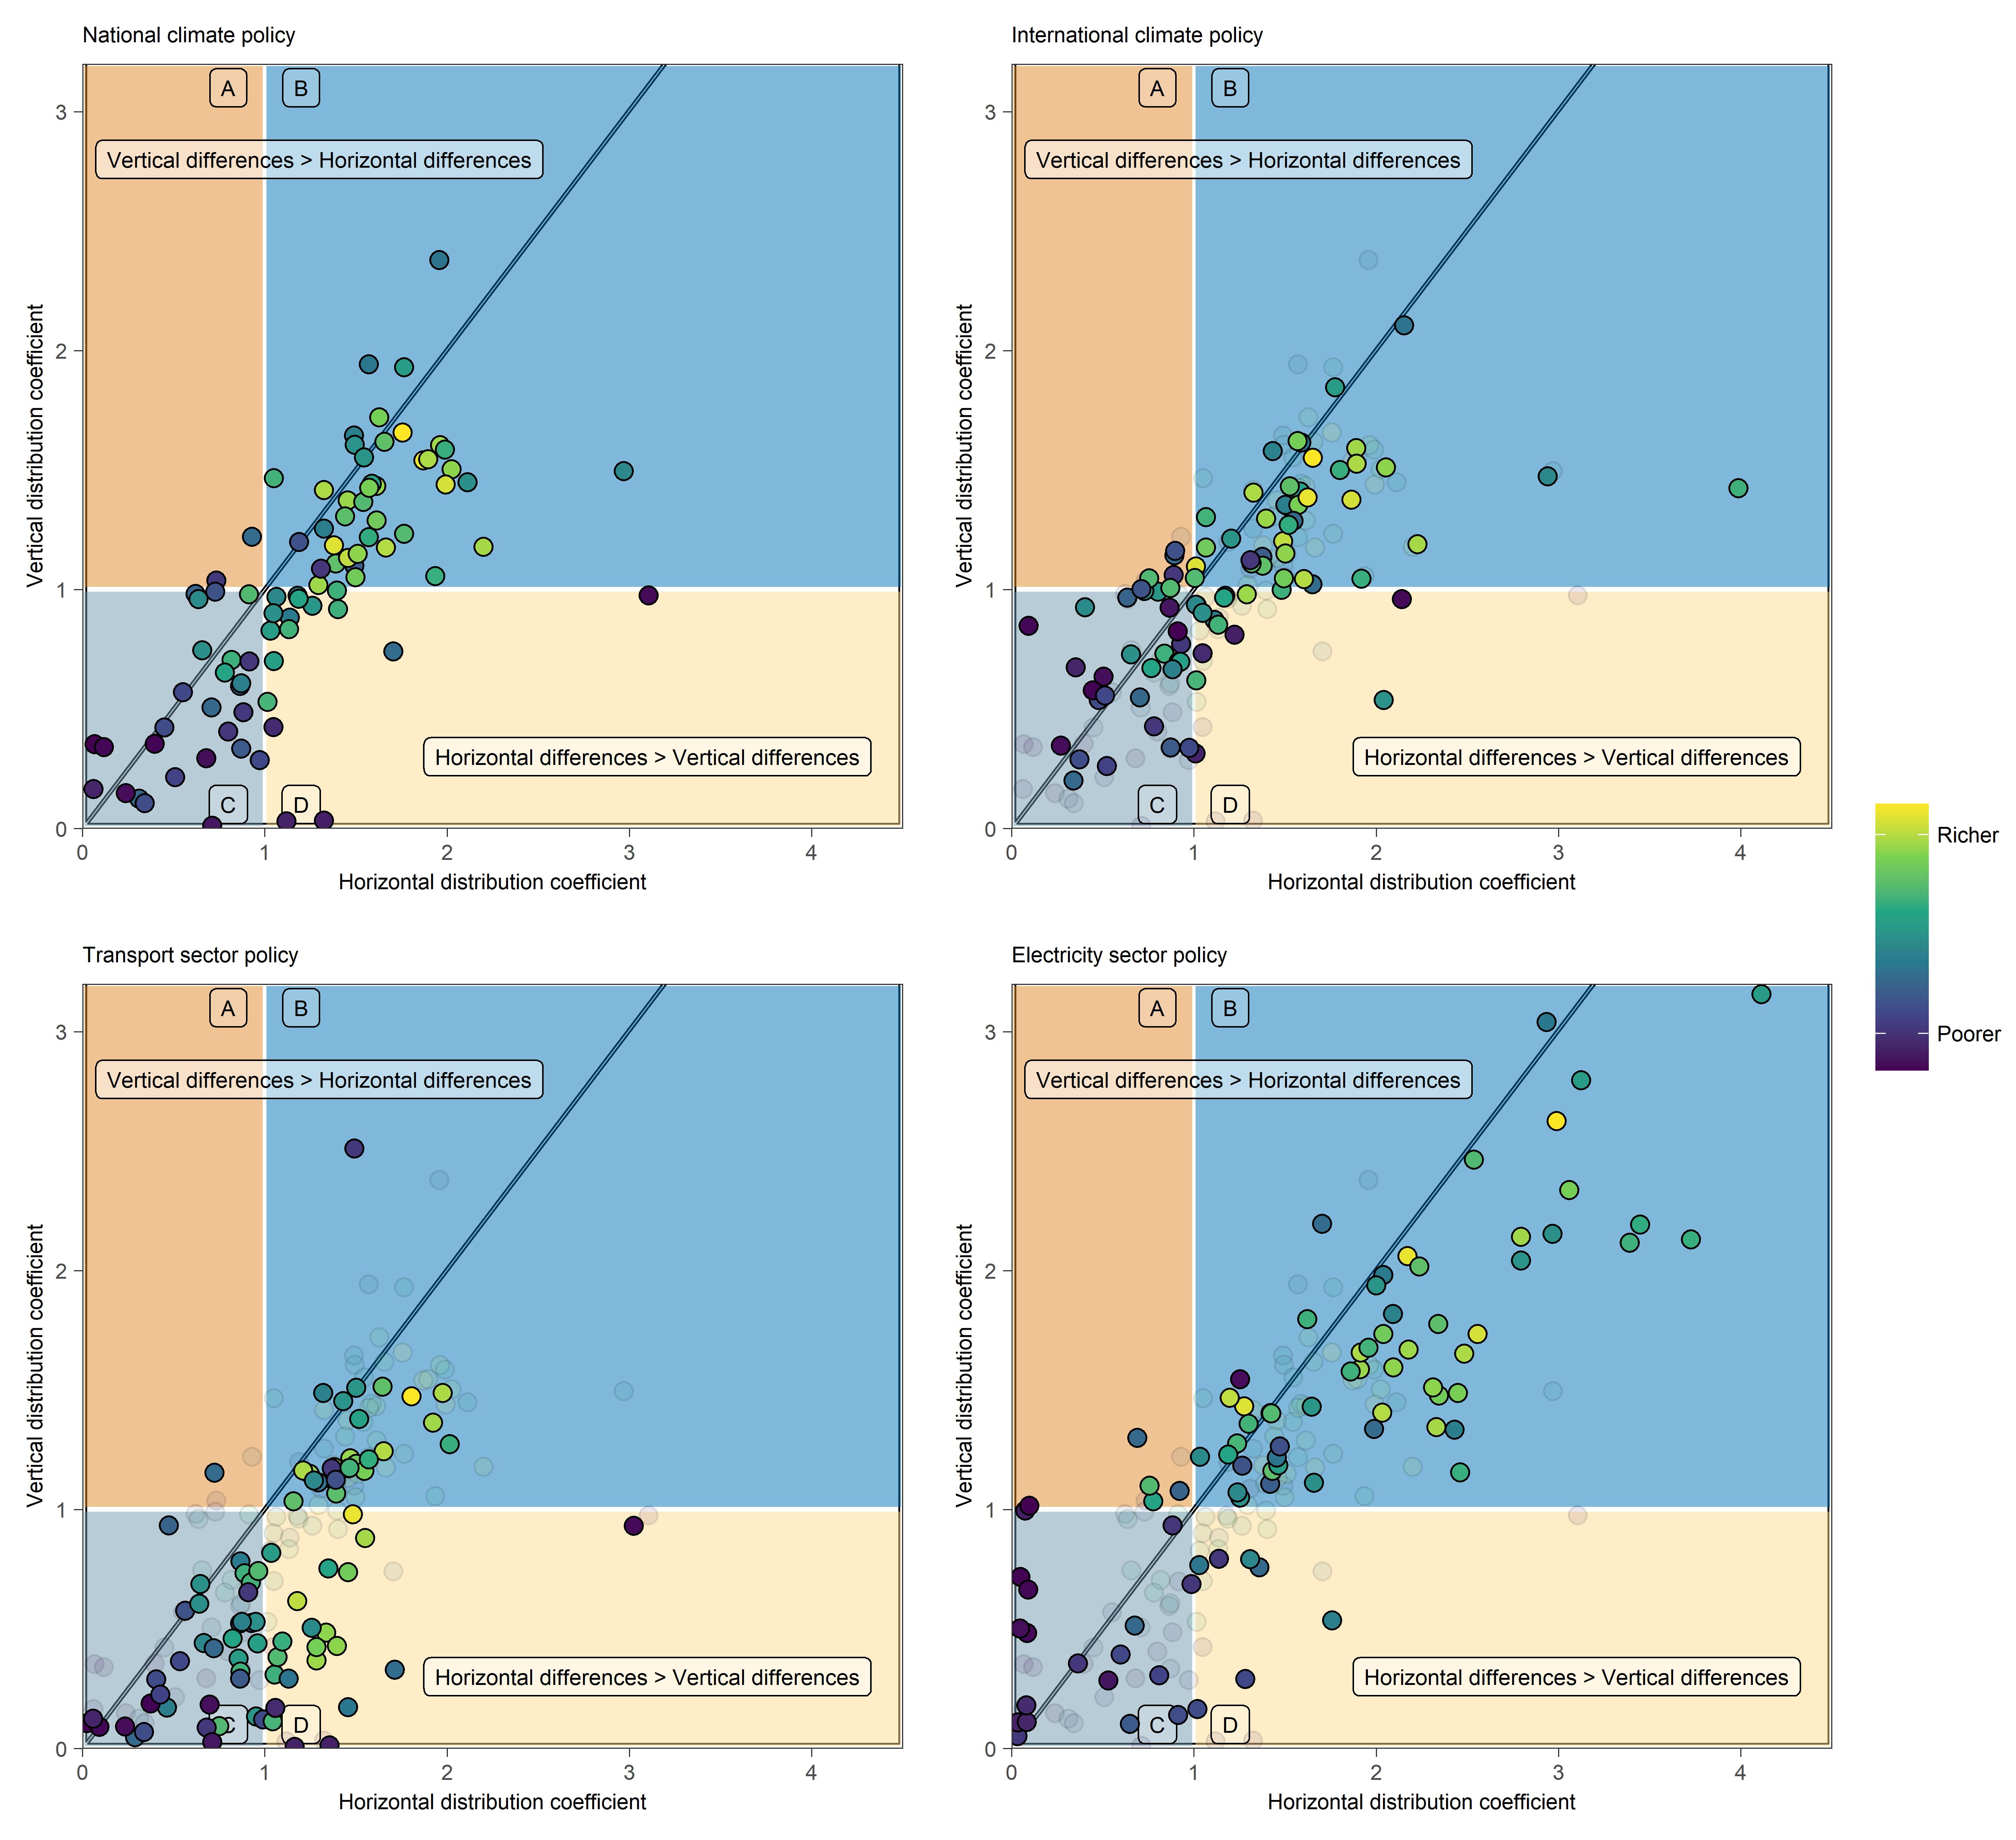 National climate policy
International climate policy
A
B
A
B
3
3
Vertical differences > Horizontal differences
Vertical differences > Horizontal differences
Vertical distribution coefficient
Vertical distribution coefficient
2
2
1
1
Horizontal differences > Vertical differences
Horizontal differences > Vertical differences
C
D
C
D
0
0
0
1
2
3
4
0
1
2
3
4
Horizontal distribution coefficient
Horizontal distribution coefficient
Richer
Poorer
Transport sector policy
Electricity sector policy
A
B
A
B
3
3
Vertical differences > Horizontal differences
Vertical differences > Horizontal differences
Vertical distribution coefficient
Vertical distribution coefficient
2
2
1
1
Horizontal differences > Vertical differences
Horizontal differences > Vertical differences
C
D
C
D
0
0
0
1
2
3
4
0
1
2
3
4
Horizontal distribution coefficient
Horizontal distribution coefficient